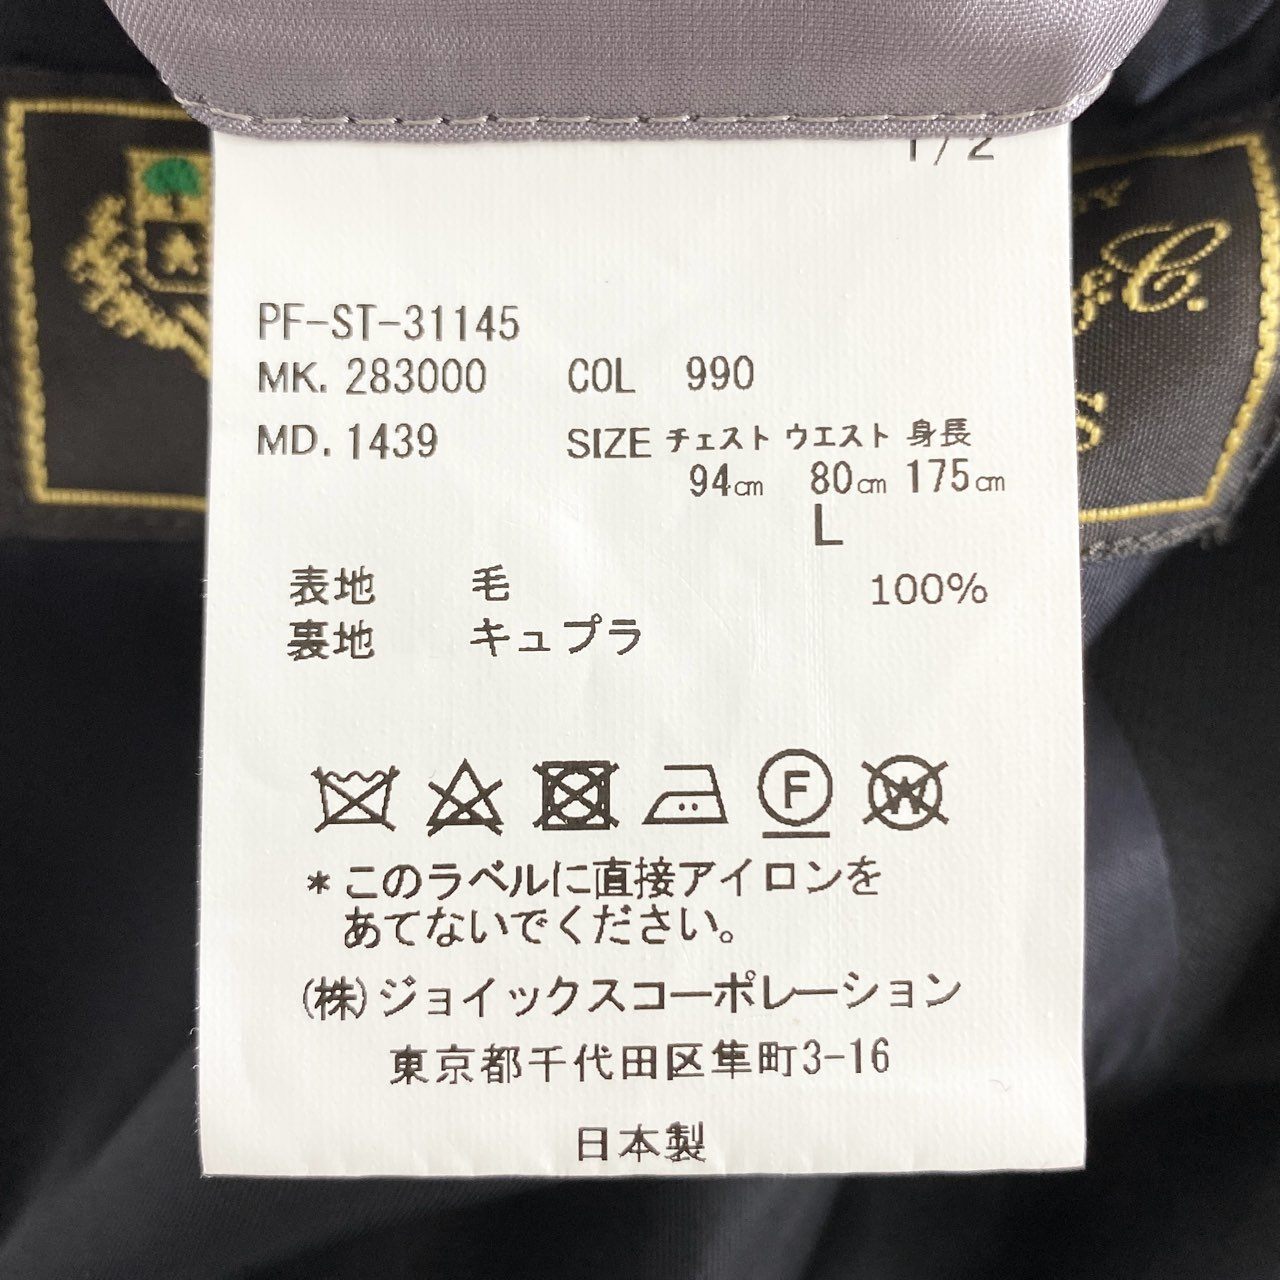 1/2
PF-ST-31145
MK. 283000 COL 990
MD. 1439 SIZE チェスト ウエスト 身長
94㎝ 80㎝ 175㎝
L
表地 毛 100%
裏地 キュプラ
F W
*このラベルに直接アイロンを
あてないでください。
(株)ジョイックスコーポレーション
東京都千代田区隼町3-16
日本製
&C.